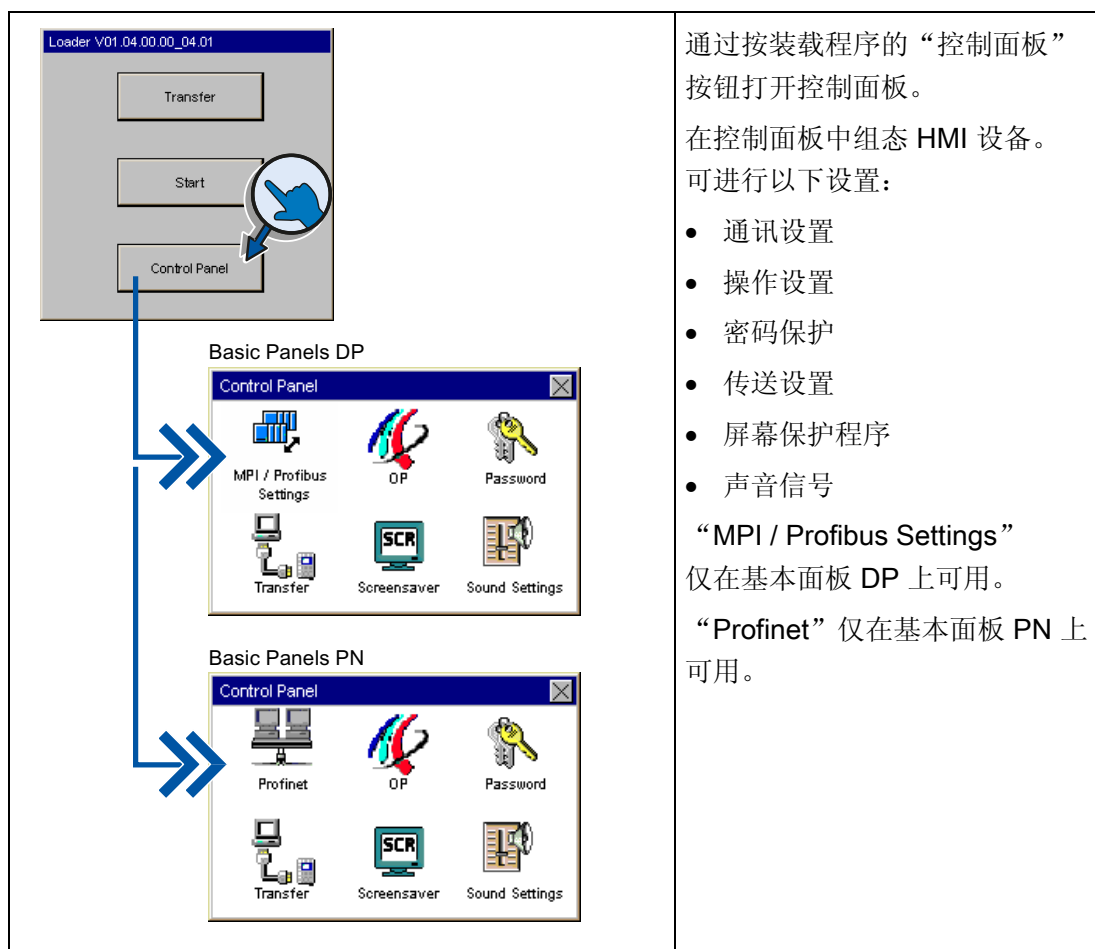 Loader V01.04.00.00_04.01
Transfer
Start
Control Panel
Basic Panels DP
Control Panel
MPI / Profibus
Settings
OP
Password
Transfer
SCR
Screensaver
Sound Settings
Basic Panels PN
Control Panel
Profinet
OP
Password
Transfer
SCR
Screensaver
Sound Settings
通过按装载程序的“控制面板”
按钮打开控制面板。
在控制面板中组态 HMI 设备。
可进行以下设置：
• 通讯设置
• 操作设置
• 密码保护
• 传送设置
• 屏幕保护程序
• 声音信号
“MPI / Profibus Settings”
仅在基本面板 DP 上可用。
“Profinet”仅在基本面板 PN 上
可用。